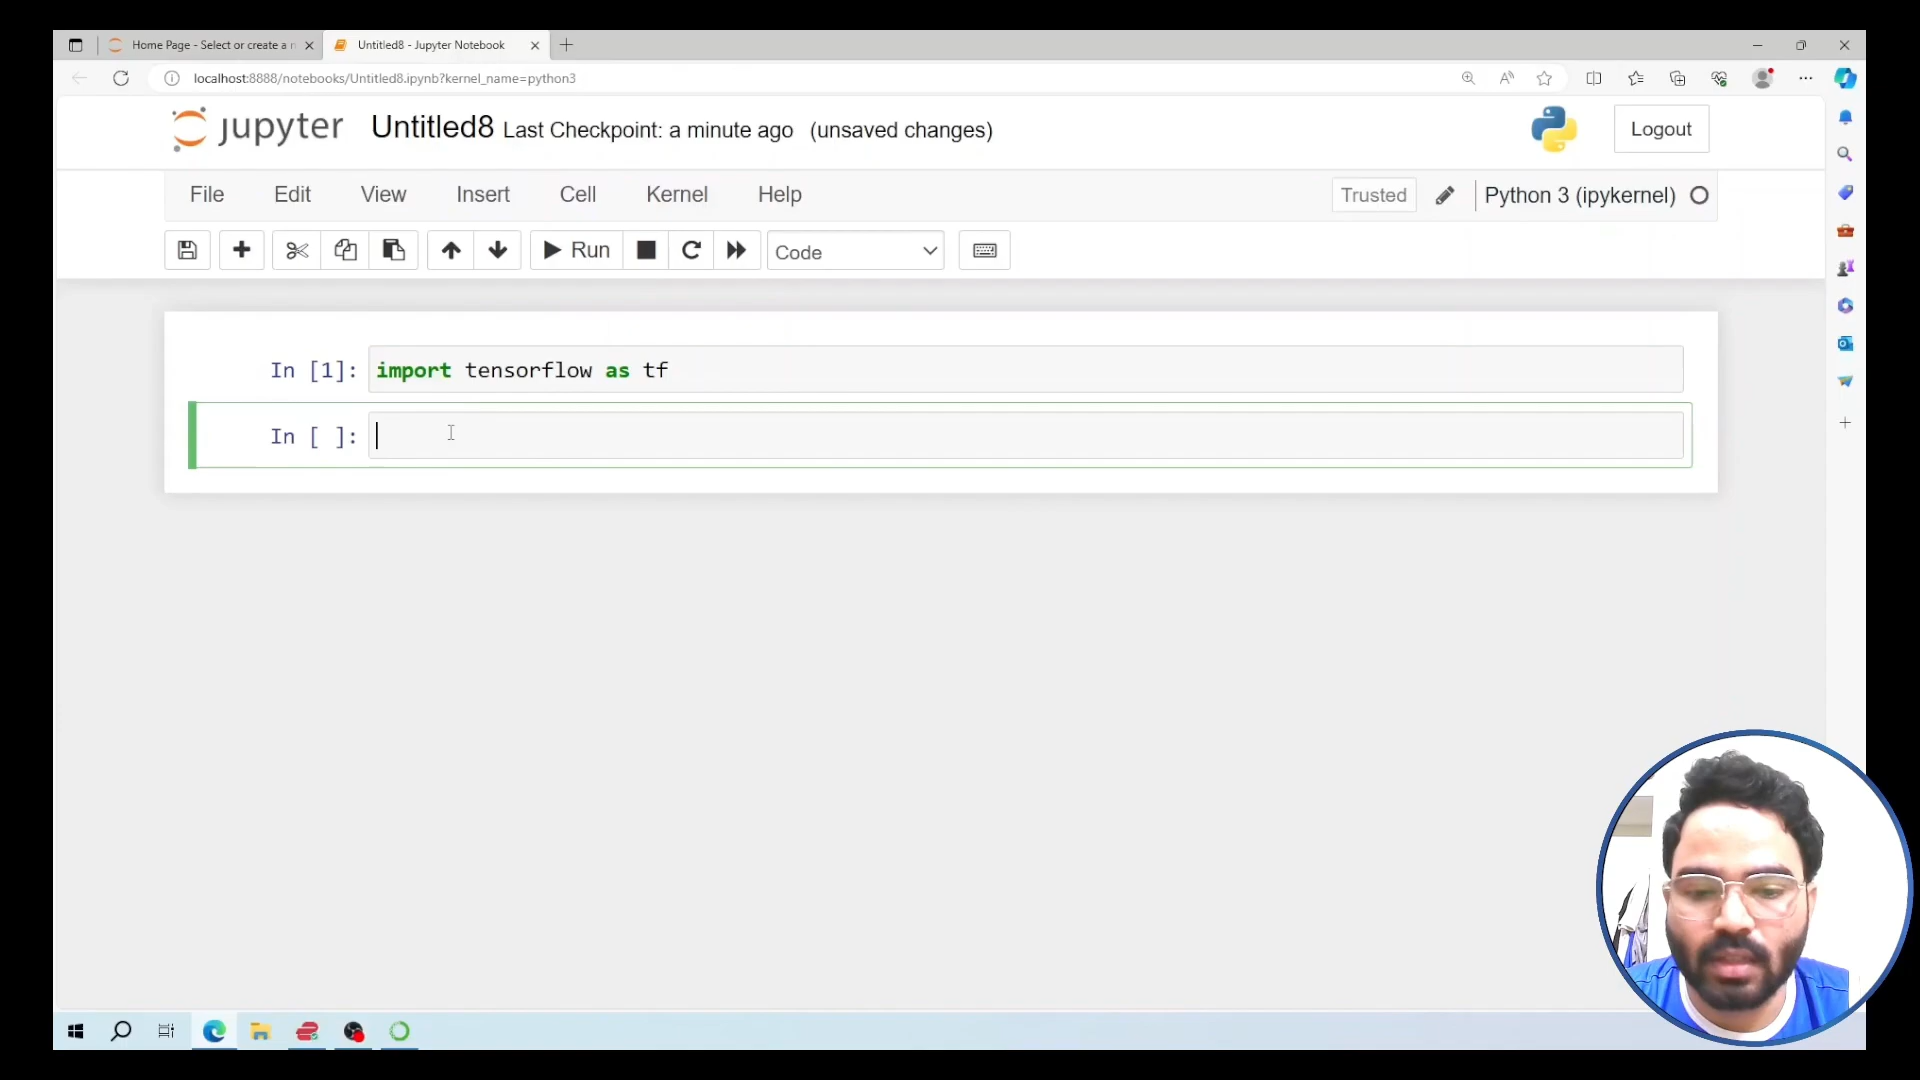 Home Page - Select or create a n
Untitled8 - Jupyter Notebook
localhost:8888/notebooks/Untitled8.ipynb?kernel_name=python3
jupyter Untitled8 Last Checkpoint: a minute ago (unsaved changes)
Logout
File Edit View Insert Cell Kernel Help
Trusted Python 3 (ipykernel)
Run Code
In [1]: import tensorflow as tf
In [ ]: